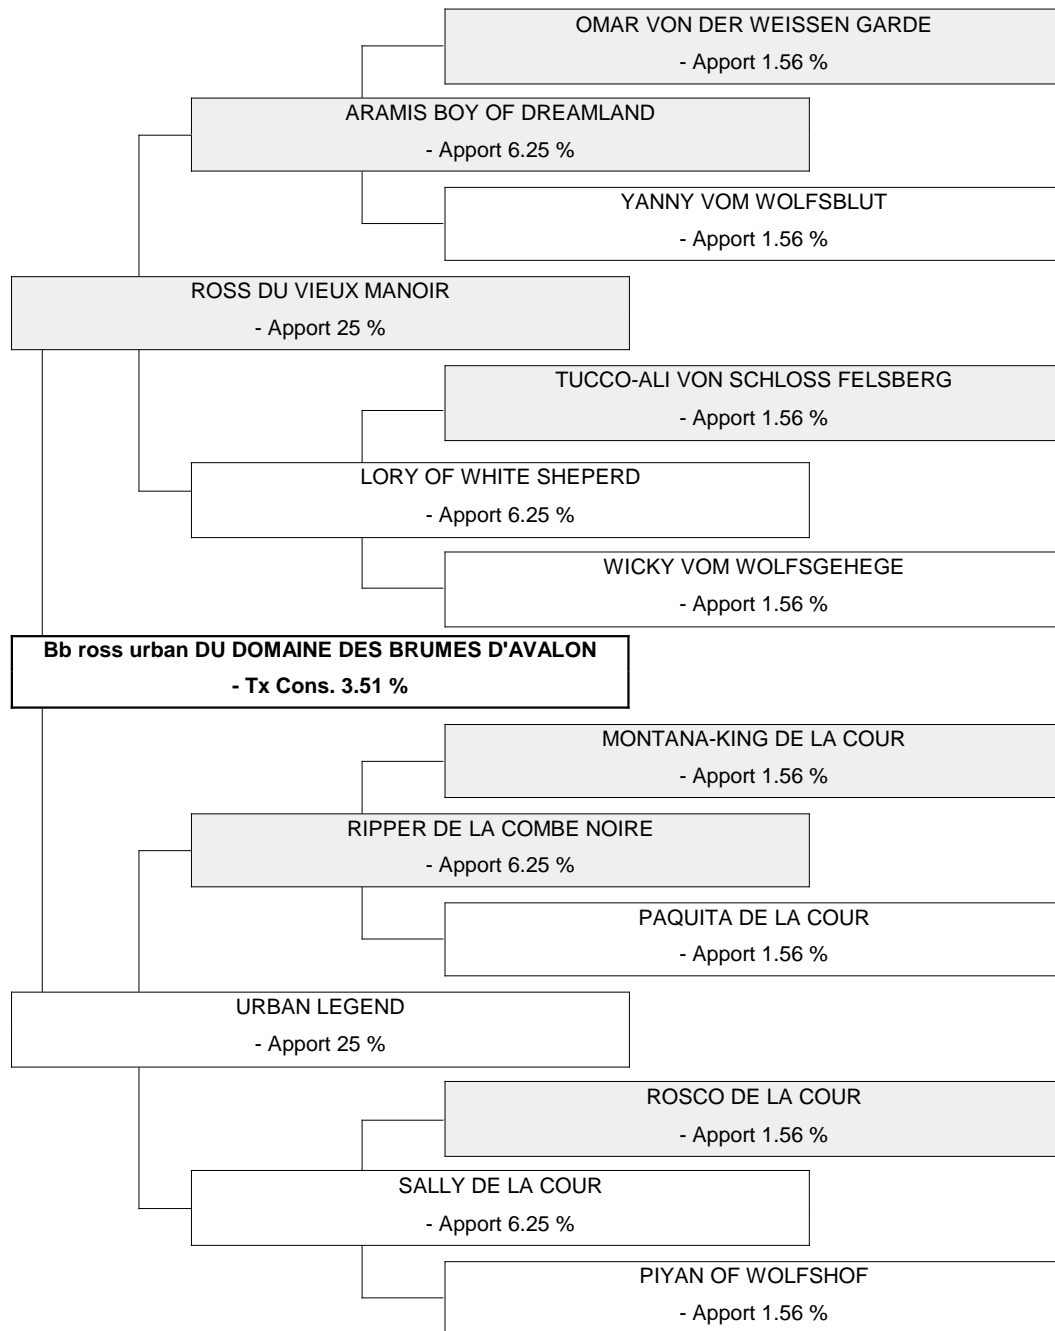 OMAR VON DER WEISSEN GARDE
- Apport 1.56 %
ARAMIS BOY OF DREAMLAND
- Apport 6.25 %
YANNY VOM WOLFSBLUT
- Apport 1.56 %
ROSS DU VIEUX MANOIR
- Apport 25 %
TUCCO-ALI VON SCHLOSS FELSBERG
- Apport 1.56 %
LORY OF WHITE SHEPERD
- Apport 6.25 %
WICKY VOM WOLFSGEHEGE
- Apport 1.56 %
Bb ross urban DU DOMAINE DES BRUMES D'AVALON
- Tx Cons. 3.51 %
MONTANA-KING DE LA COUR
- Apport 1.56 %
RIPPER DE LA COMBE NOIRE
- Apport 6.25 %
PAQUITA DE LA COUR
- Apport 1.56 %
URBAN LEGEND
- Apport 25 %
ROSCO DE LA COUR
- Apport 1.56 %
SALLY DE LA COUR
- Apport 6.25 %
PIYAN OF WOLFSHOF
- Apport 1.56 %